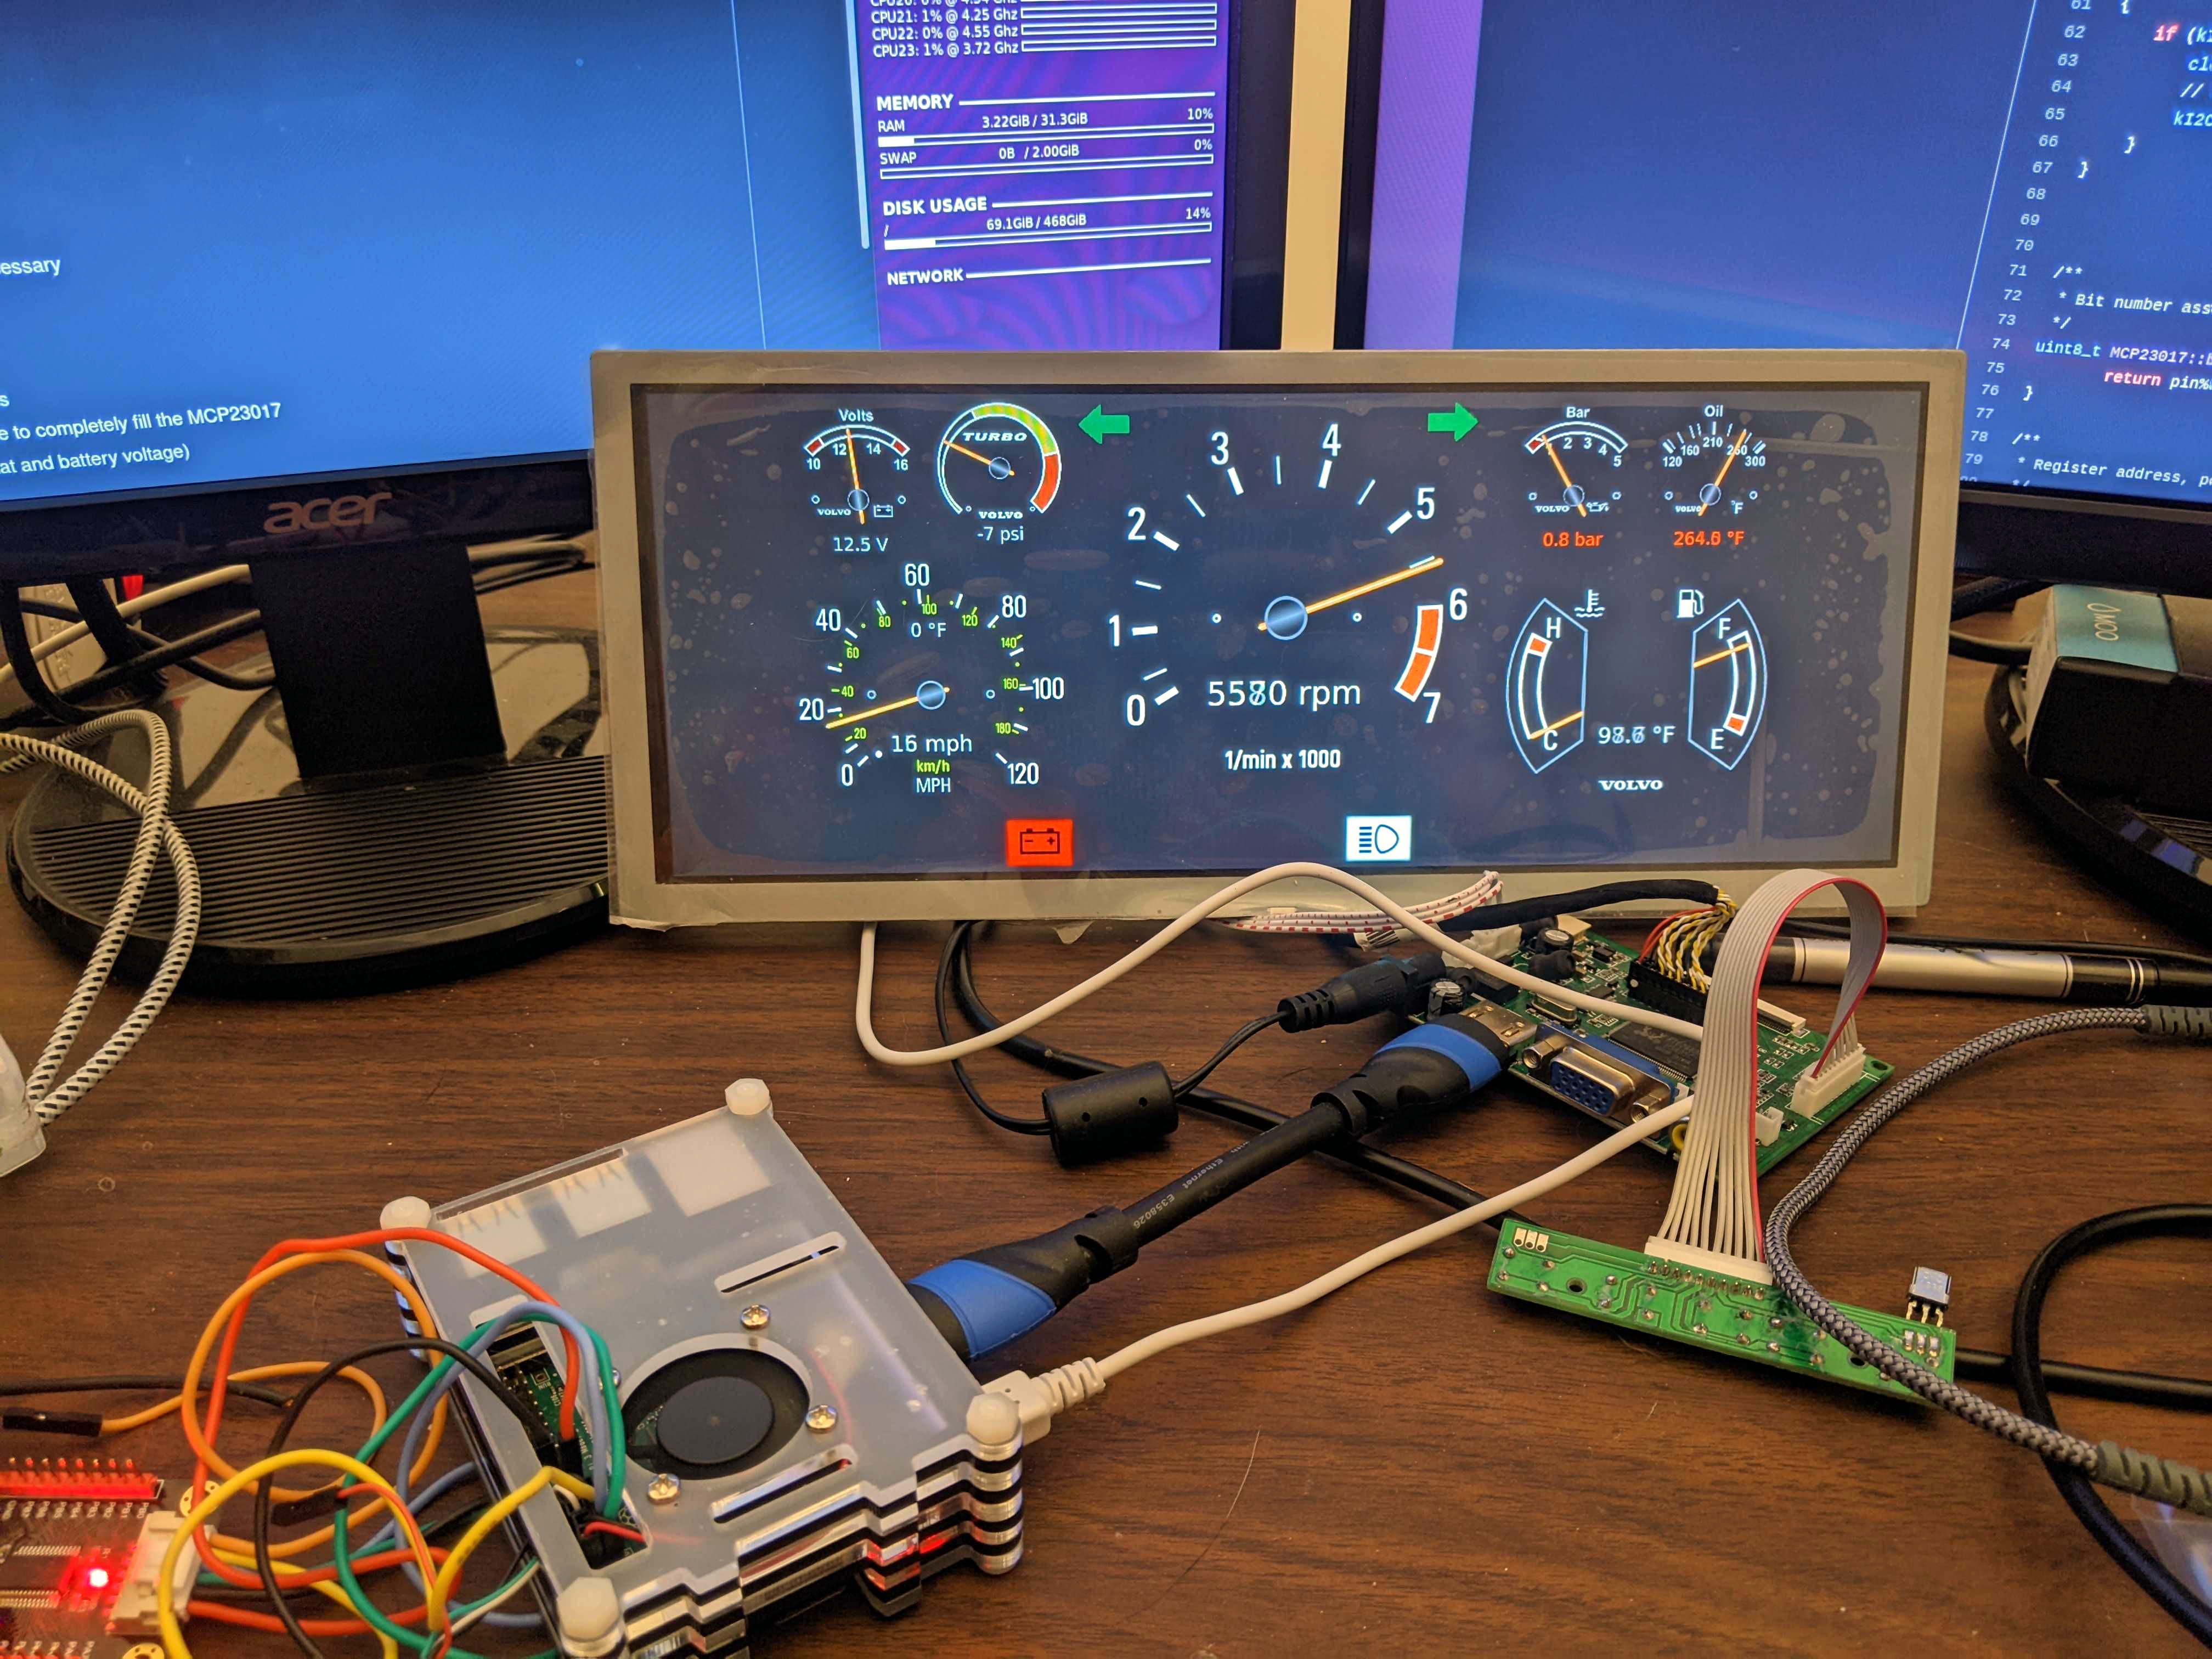 CPU21: 1% @ 4.25 Ghz
CPU22: 0% @ 4.55 Ghz
CPU23: 1% @ 3.72 Ghz
MEMORY
RAM 3.22GiB / 31.3GiB 10%
SWAP 0B / 2.00GiB 0%
DISK USAGE
/ 69.1GiB / 468GiB 14%
NETWORK
essary
s
e to completely fill the MCP23017
at and battery voltage)
acer
61 {
62 if (k
63 cl
64 //
65 kI2C
66 }
67 }
68
69
70
71 /**
72 * Bit number ass
73 */
74 uint8_t MCP23017::b
75 return pin%
76 }
77
78 /**
79 * Register address, p
Volts
10 12 14 16
VOLVO
12.5 V
TURBO
VOLVO
-7 psi
Bar
2 3 4 5
VOLVO
0.8 bar
Oil
120 160 210 260 300
VOLVO °F
0 20 40 60 80 100 120
20 40 60 80 100 120 140 160 180
0 °F
16 mph
km/h
MPH
0 1 2 3 4 5 6 7
rpm
1/min x 1000
H
C
°F
F
E
VOLVO
Ethernet
E358026